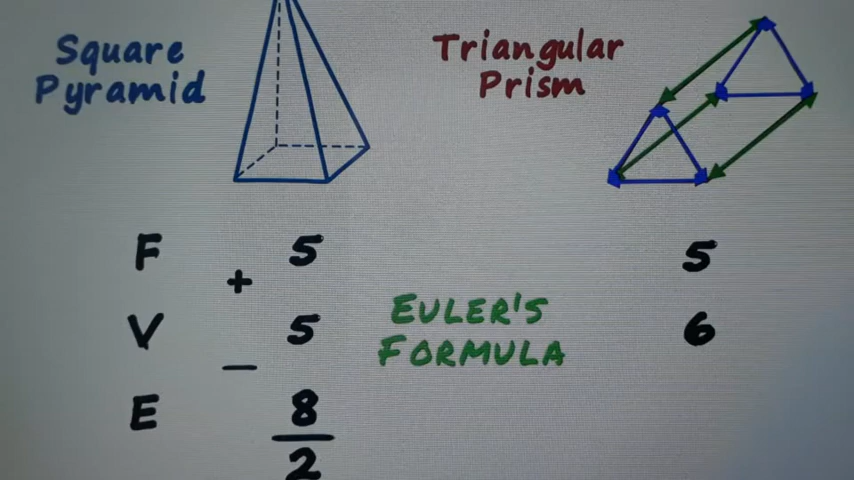 Square
Pyramid
Triangular
Prism
F + 5
5
V - 5
6
EULER'S
FORMULA
E 8
2